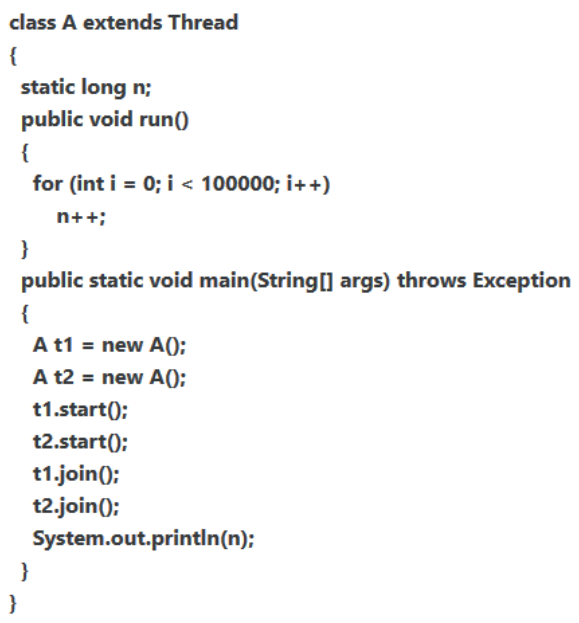 class A extends Thread
{
static long n;
public void run()
{
for (int i = 0; i < 100000; i++)
n++;
}
public static void main(String[] args) throws Exception
{
A t1 = new A();
A t2 = new A();
t1.start();
t2.start();
t1.join();
t2.join();
System.out.println(n);
}
}